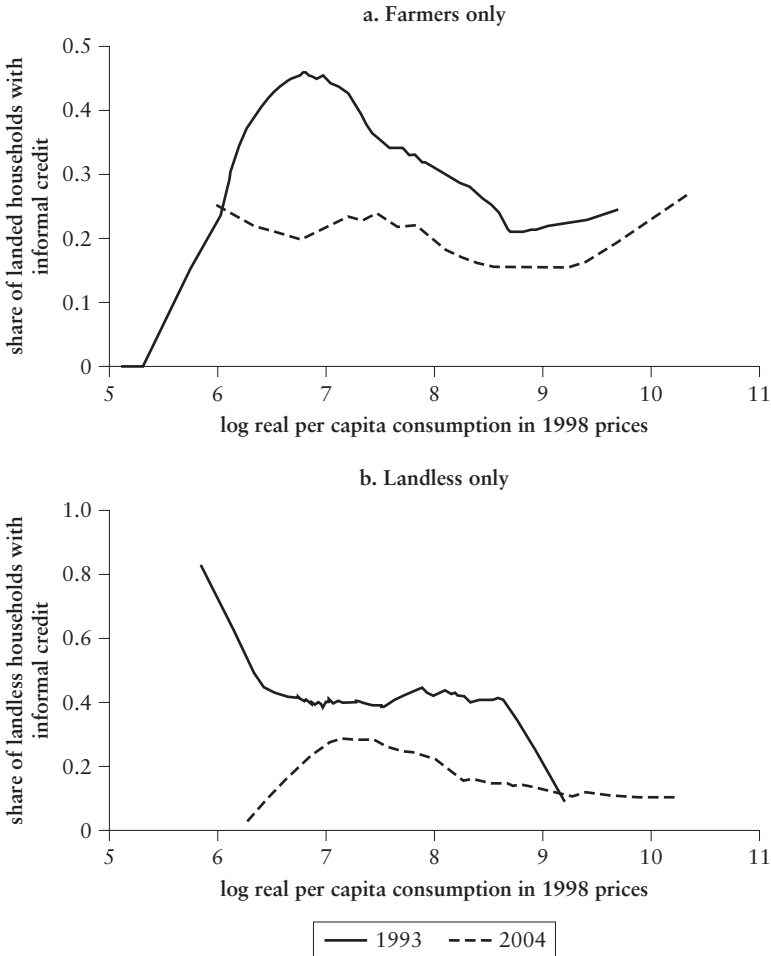 a. Farmers only
share of landed households with
informal credit
0.5
0.4
0.3
0.2
0.1
0
5 6 7 8 9 10 11
log real per capita consumption in 1998 prices
b. Landless only
share of landless households with
informal credit
1.0
0.8
0.6
0.4
0.2
0
5 6 7 8 9 10 11
log real per capita consumption in 1998 prices
1993 2004